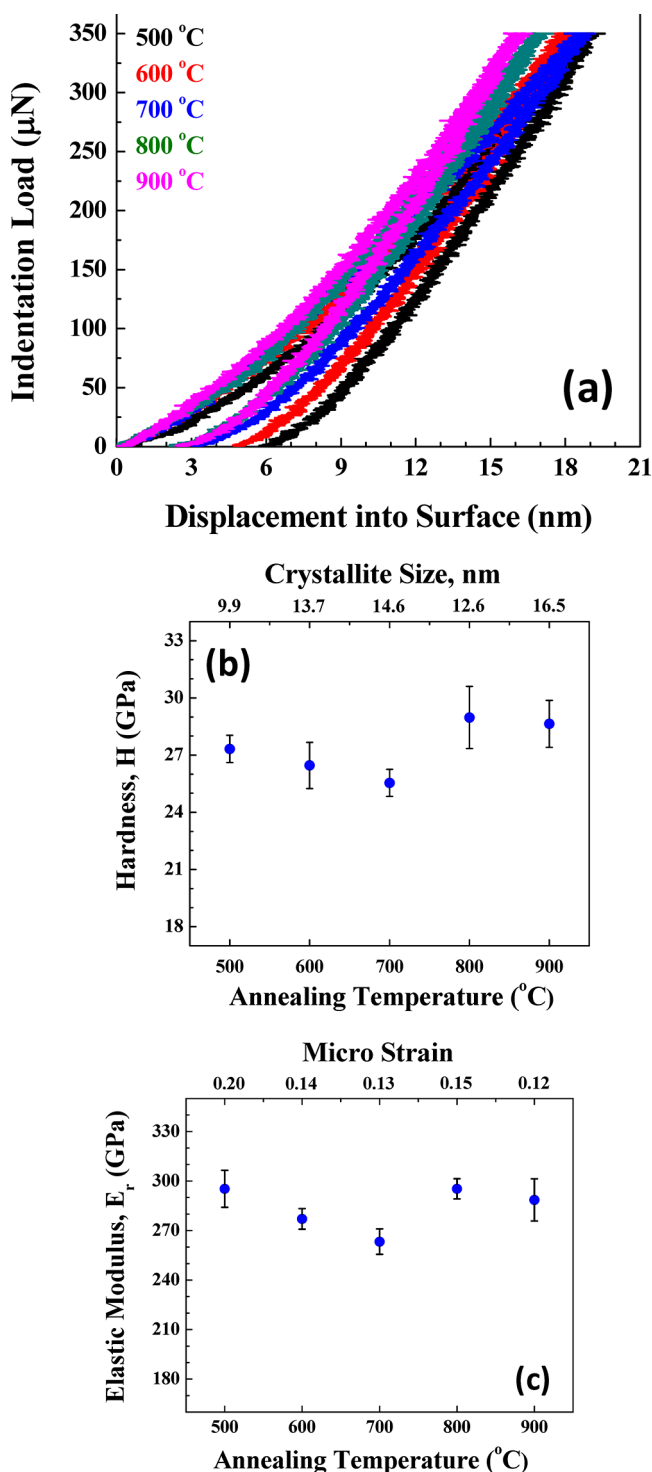 350
500 °C
600 °C
300
700 °C
800 °C
250
900 °C
200
150
100
50
(a)
0
0 3 6 9 12 15 18 21
Indentation Load (µN)
Displacement into Surface (nm)
Crystallite Size, nm
9.9 13.7 14.6 12.6 16.5
33
(b)
30
27
24
21
18
Hardness, H (GPa)
500 600 700 800 900
Annealing Temperature (°C)
Micro Strain
0.20 0.14 0.13 0.15 0.12
330
300
270
240
210
180
(c)
Elastic Modulus, Er (GPa)
500 600 700 800 900
Annealing Temperature (°C)